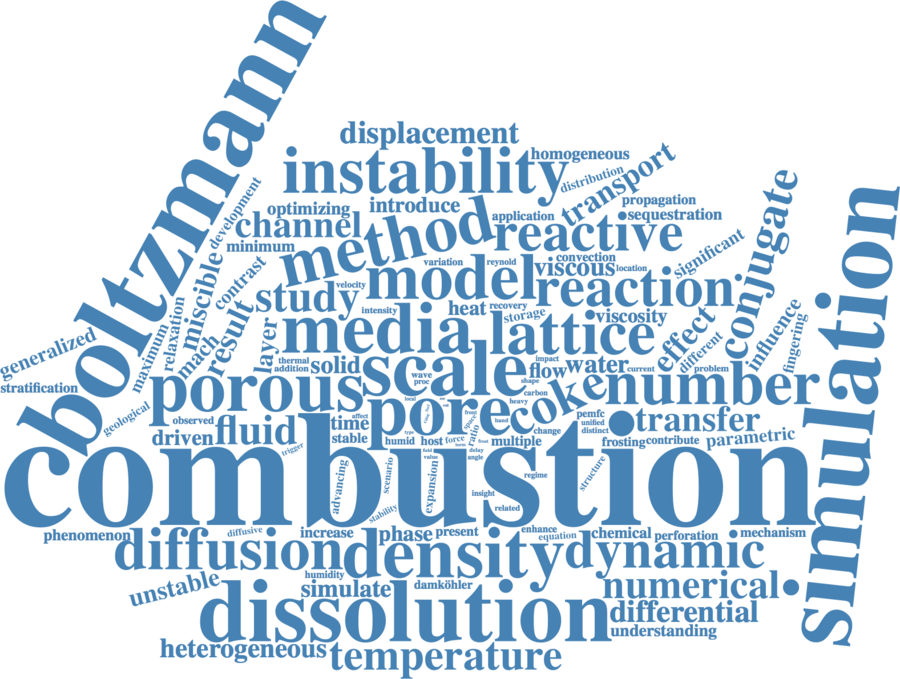 boltzmann
displacement
instability
homogeneous
distribution
transport
propagation
sequestration
optimizing
introduce
application
channel
method
reactive
conjugate
simulation
development
minimum
miscible
contrast
variation
reynold
convection
location
significant
viscous
model
reaction
study
velocity
intensity
heat
recovery
storage
viscosity
generalized
maximum
relaxation
mach
result
layer
media
lattice
effect
different
influence
fingering
stratification
thermal
addition
solid
scale
impact
flow
water
current
problem
geological
porous
wave
proc
shape
carbon
coke
number
observed
driven
fluid
time
affect
stable
pore
local
type
heavy
front
space
ratio
hand
change
pemfc
unified
distinct
transfer
humid
host
force
multiple
frosting
contribute
parametric
trigger
combustion
field
value
delay
angle
advancing
scenario
expansion
regime
structure
insight
related
stability
phenomenon
diffusive
increase
phase
present
enhance
equation
chemical
perforation
mechanism
diffusion
density
dynamic
unstable
humidity
simulate
damköhler
numerical
•
dissolution
differential
understanding
heterogeneous
temperature